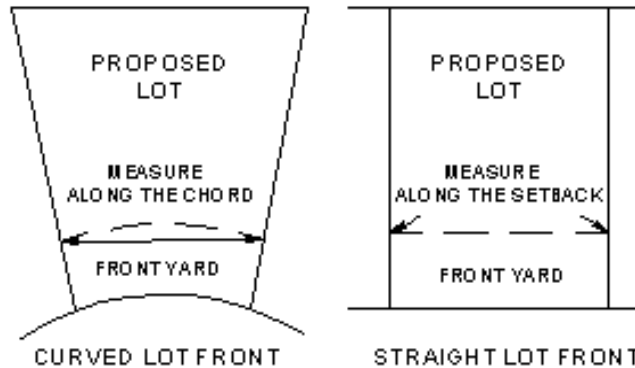 PROPOSED
LOT
MEASURE
ALONG THE CHORD
FRONT YARD
CURVED LOT FRONT
PROPOSED
LOT
MEASURE
ALONG THE SETBACK
FRONT YARD
STRAIGHT LOT FRONT